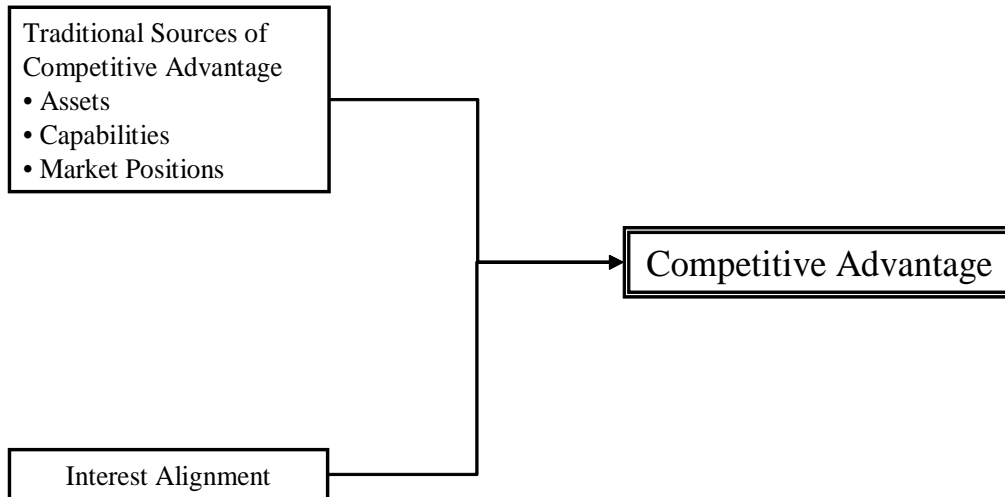 Traditional Sources of
Competitive Advantage
• Assets
• Capabilities
• Market Positions
Competitive Advantage
Interest Alignment